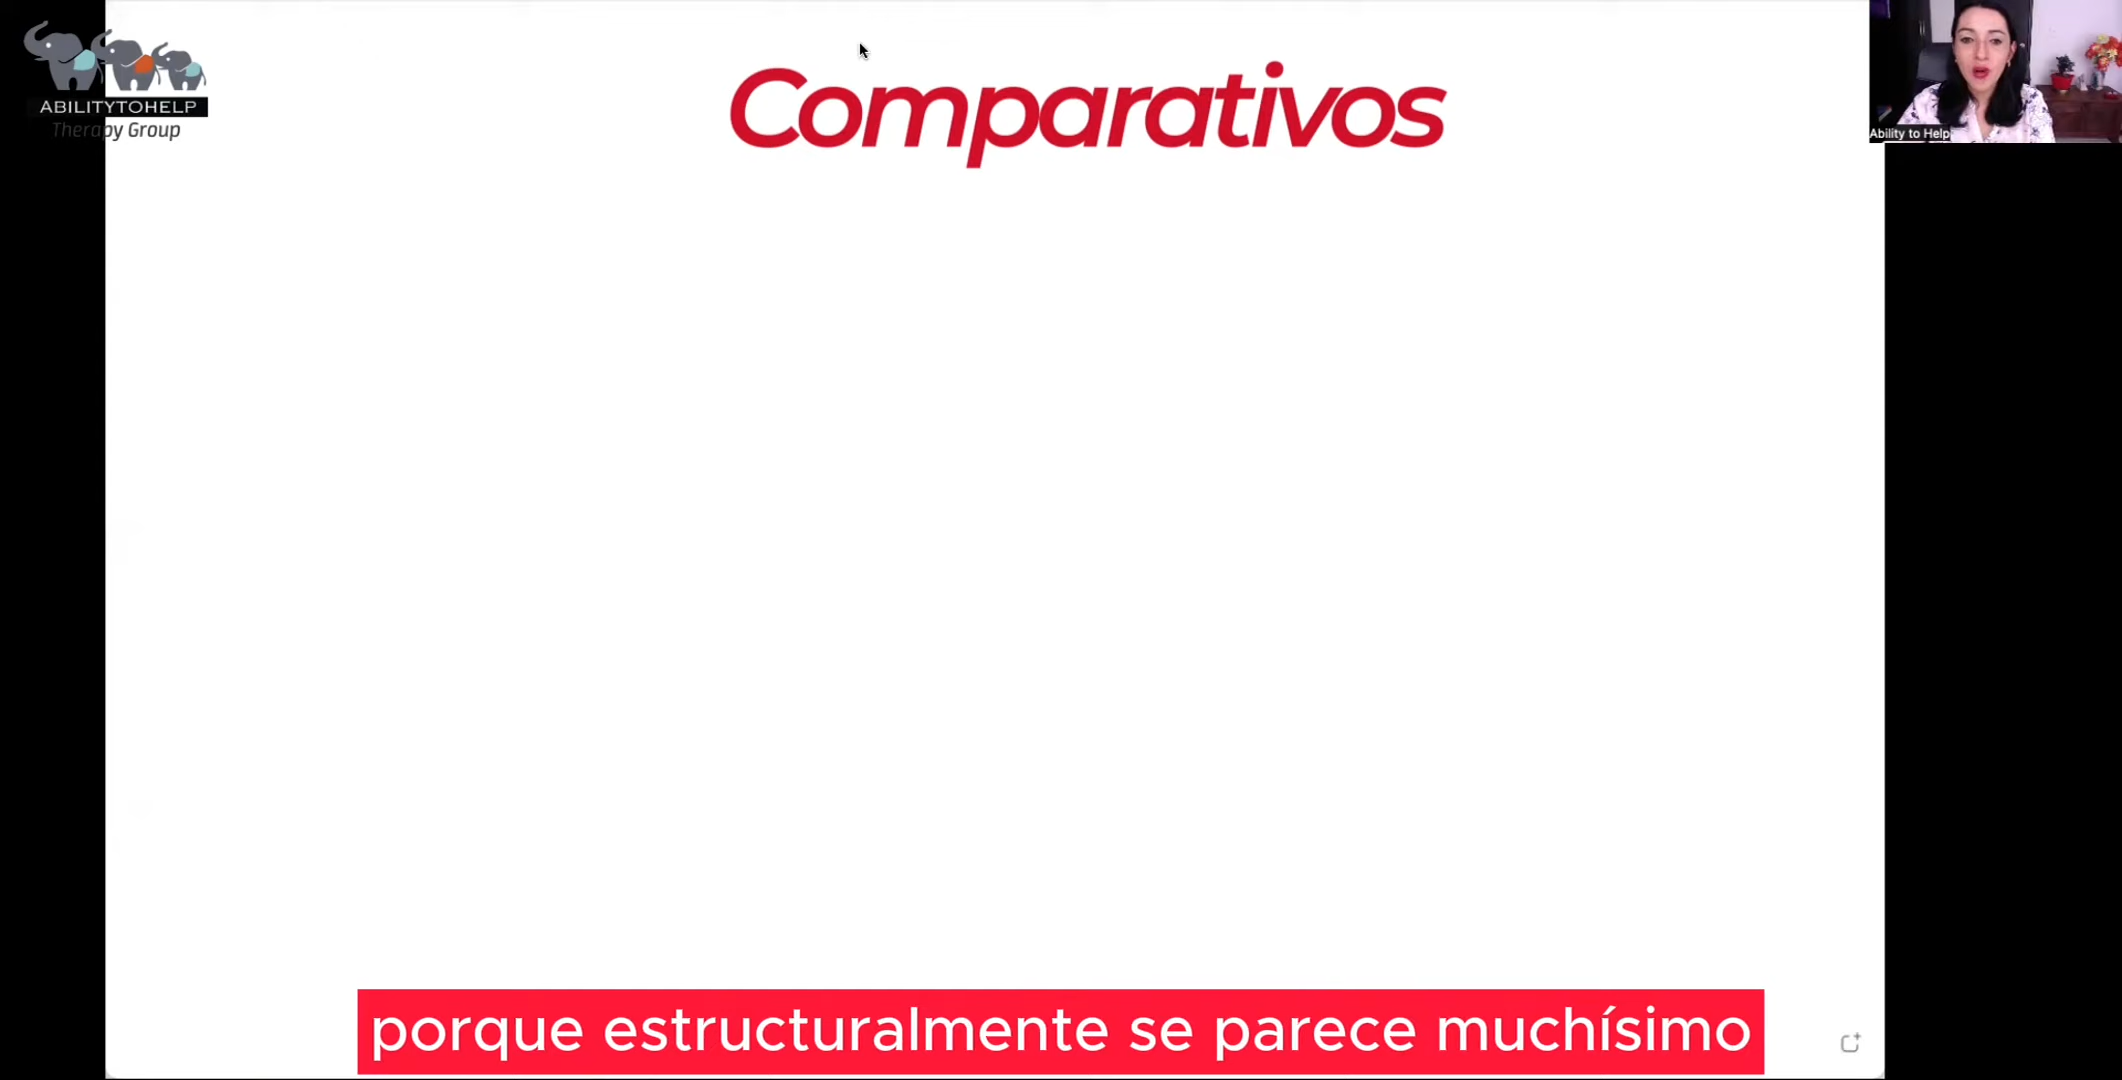 ABILITYTOHELP
Therapy Group
Comparativos
Ability to Help
porque estructuralmente se parece muchísimo